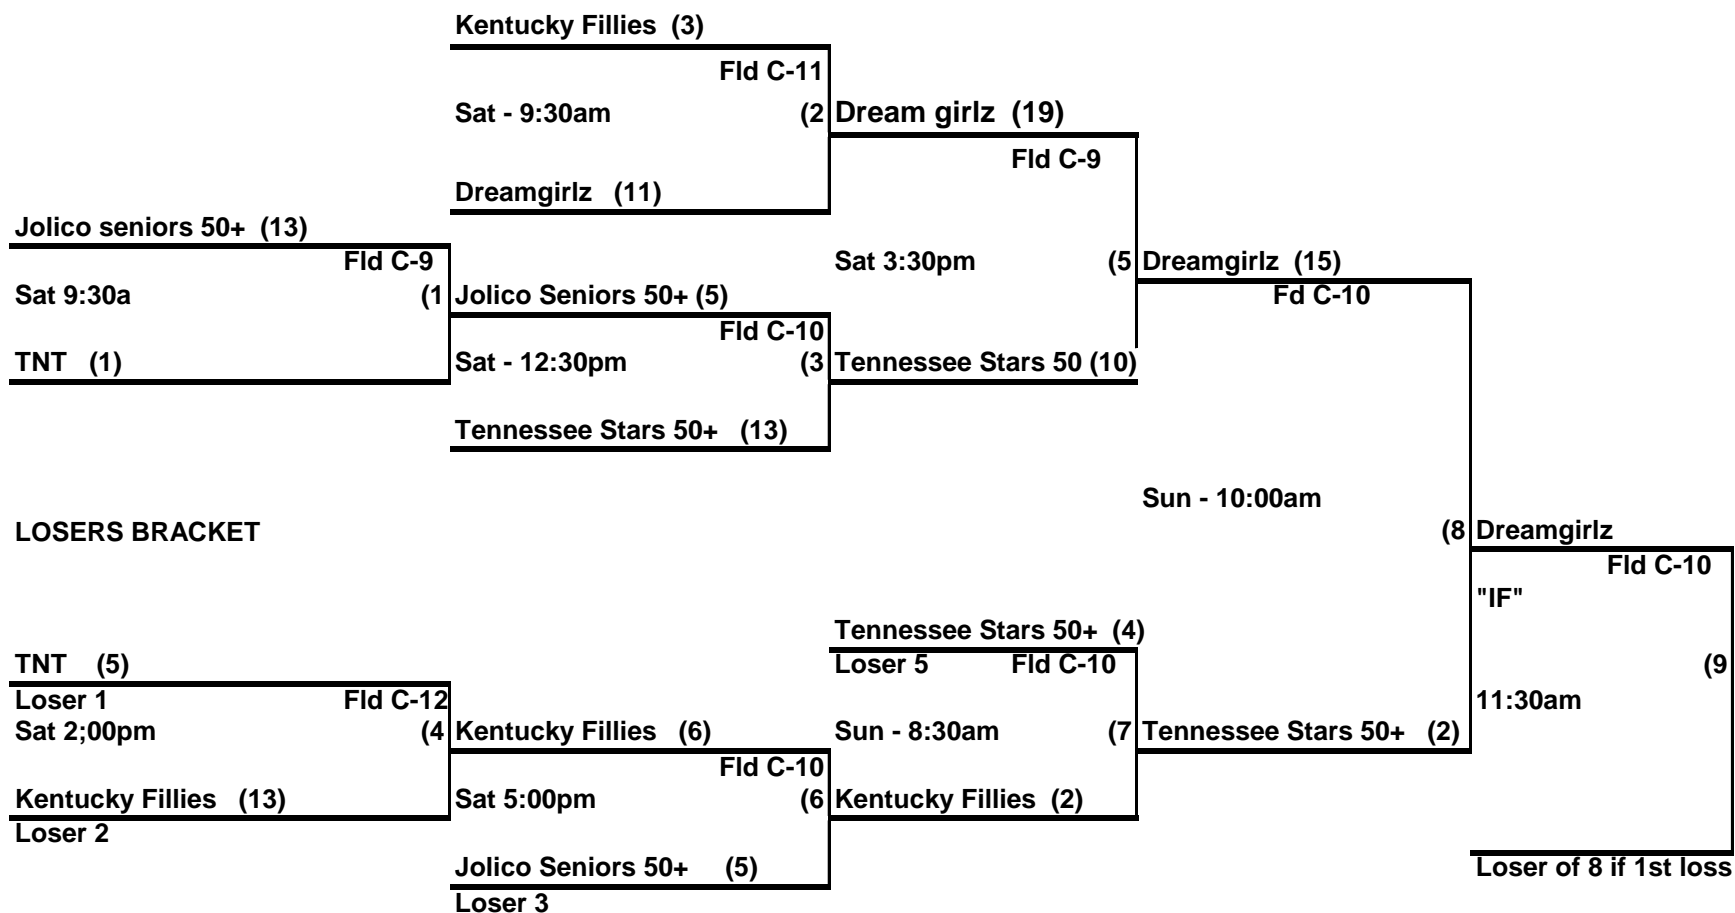 Kentucky Fillies  (3)
Fld C-11
Sat - 9:30am
(2 Dream girlz  (19)
Fld C-9
Dreamgirlz   (11)
Jolico seniors 50+  (13)
Fld C-9
Sat 3:30pm
(5 Dreamgirlz  (15)
Sat 9:30a
(1 Jolico Seniors 50+ (5)
Fd C-10
Fld C-10
TNT   (1)
Sat - 12:30pm
(3 Tennessee Stars 50 (10)
Tennessee Stars 50+   (13)
Sun - 10:00am
LOSERS BRACKET
(8 Dreamgirlz
Fld C-10
"IF"
Tennessee Stars 50+  (4)
TNT    (5)
Loser 5
Fld C-10
(9
Loser 1
Fld C-12
11:30am
Sat 2;00pm
(4 Kentucky Fillies   (6)
Sun - 8:30am
(7 Tennessee Stars 50+   (2)
Fld C-10
Kentucky Fillies   (13)
Sat 5:00pm
(6 Kentucky Fillies  (2)
Loser 2
Jolico Seniors 50+     (5)
Loser of 8 if 1st loss
Loser 3